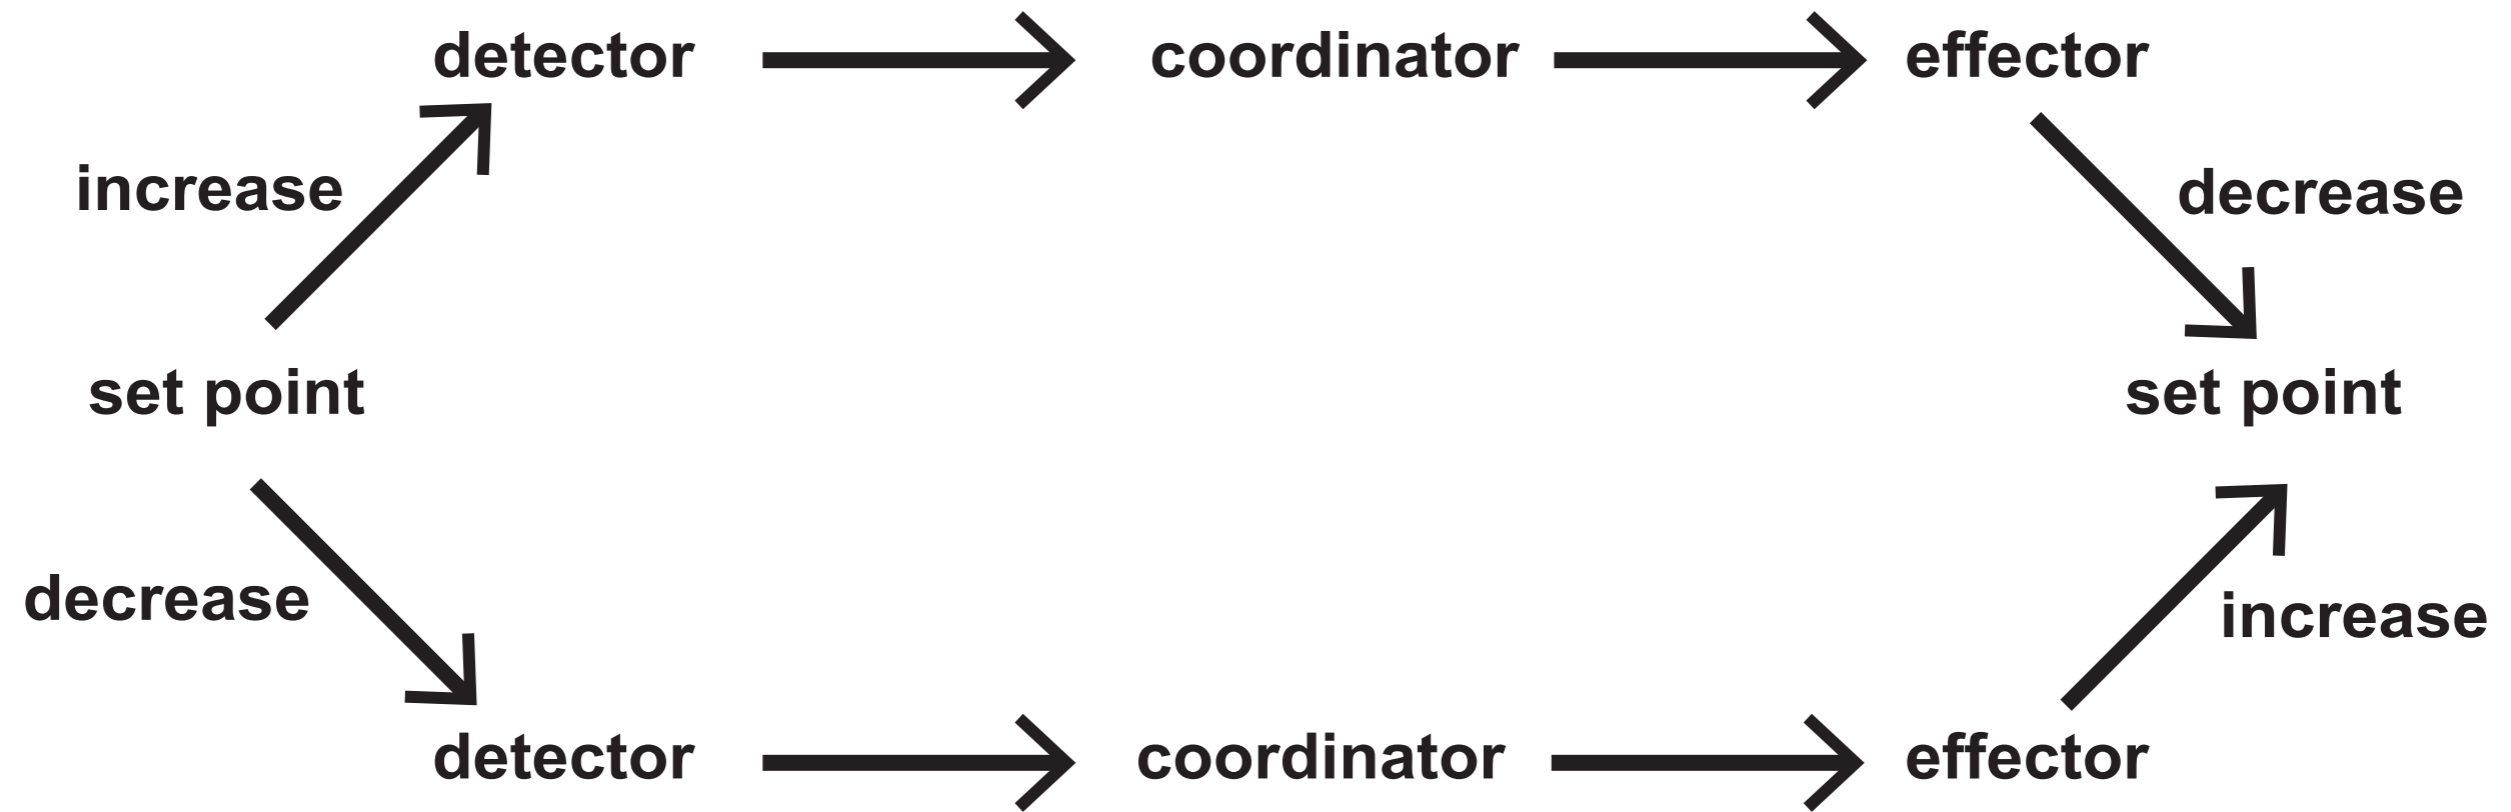 detector
coordinator
effector
increase
decrease
set point
set point
decrease
increase
detector
coordinator
effector